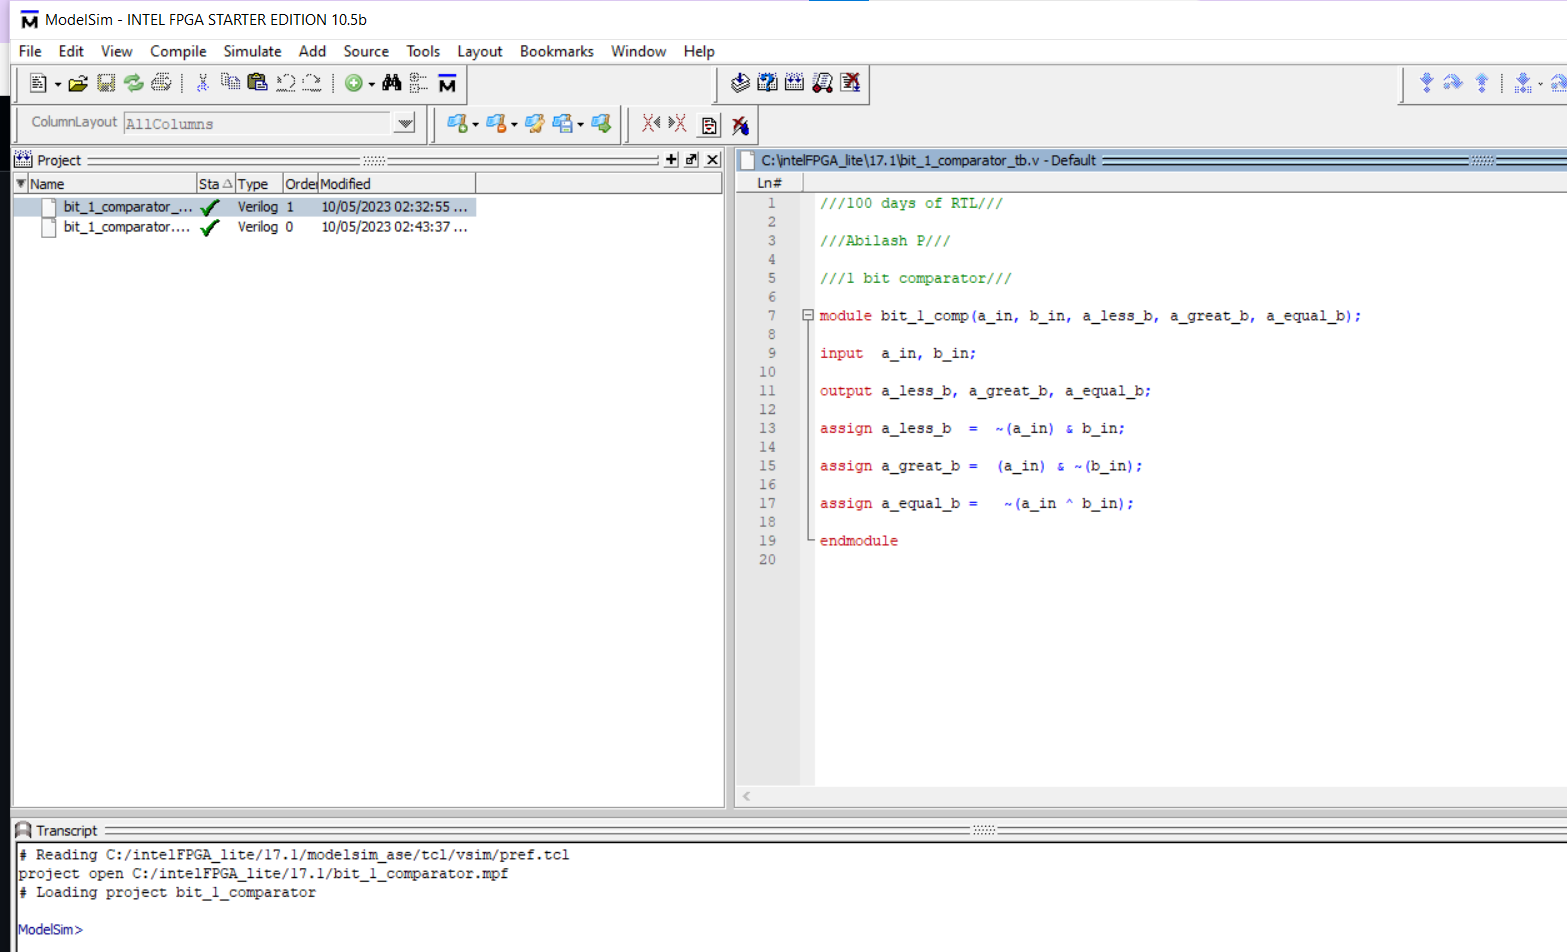 ModelSim - INTEL FPGA STARTER EDITION 10.5b
File Edit View Compile Simulate Add Source Tools Layout Bookmarks Window Help
ColumnLayout AllColumns
Project
Name Sta Type Order Modified
bit_1_comparator_... Verilog 1 10/05/2023 02:32:55 ...
bit_1_comparator.... Verilog 0 10/05/2023 02:43:37 ...
C:\intelFPGA_lite\17.1\bit_1_comparator_tb.v - Default
Ln#
1 ///100 days of RTL///
2
3 ///Abilash P///
4
5 ///1 bit comparator///
6
7 module bit_1_comp(a_in, b_in, a_less_b, a_great_b, a_equal_b);
8
9 input a_in, b_in;
10
11 output a_less_b, a_great_b, a_equal_b;
12
13 assign a_less_b = ~(a_in) & b_in;
14
15 assign a_great_b = (a_in) & ~(b_in);
16
17 assign a_equal_b = ~(a_in ^ b_in);
18
19 endmodule
20
Transcript
# Reading C:/intelFPGA_lite/17.1/modelsim_ase/tcl/vsim/pref.tcl
project open C:/intelFPGA_lite/17.1/bit_1_comparator.mpf
# Loading project bit_1_comparator
ModelSim>